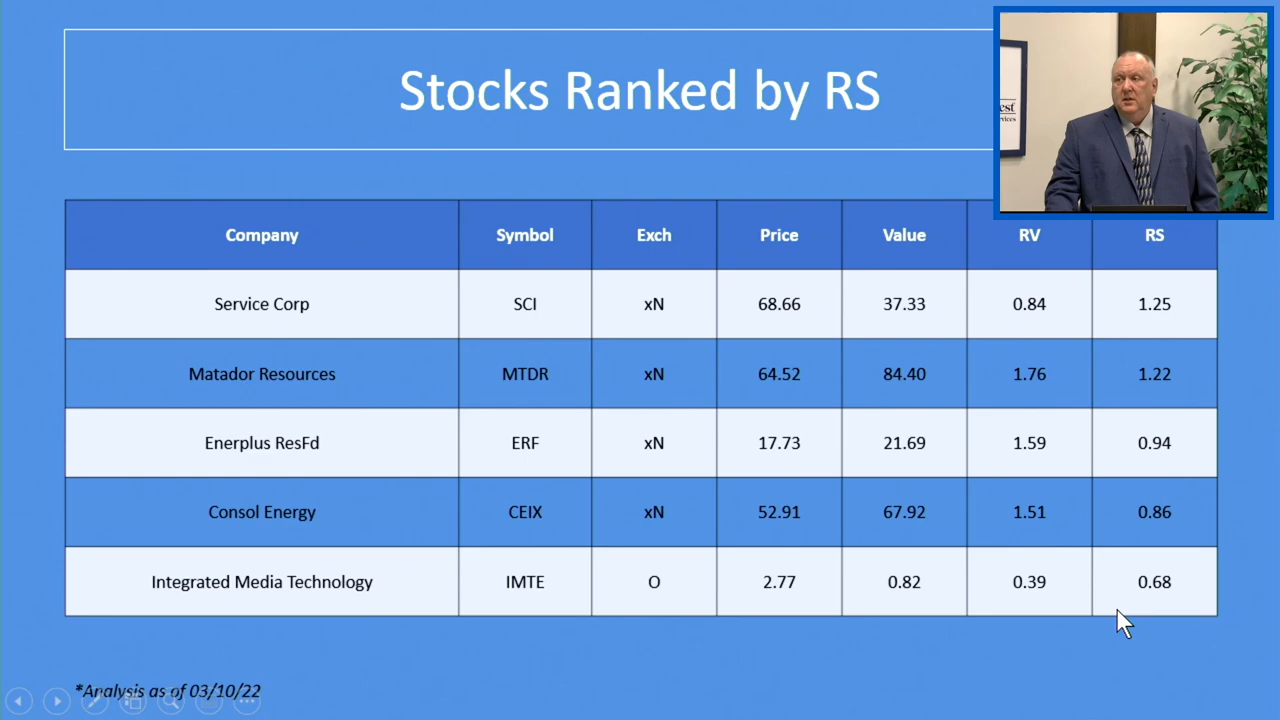 Stocks Ranked by RS
est
rvices
Company Symbol Exch Price Value RV RS
Service Corp SCI xN 68.66 37.33 0.84 1.25
Matador Resources MTDR xN 64.52 84.40 1.76 1.22
Enerplus ResFd ERF xN 17.73 21.69 1.59 0.94
Consol Energy CEIX xN 52.91 67.92 1.51 0.86
Integrated Media Technology IMTE O 2.77 0.82 0.39 0.68
*Analysis as of 03/10/22